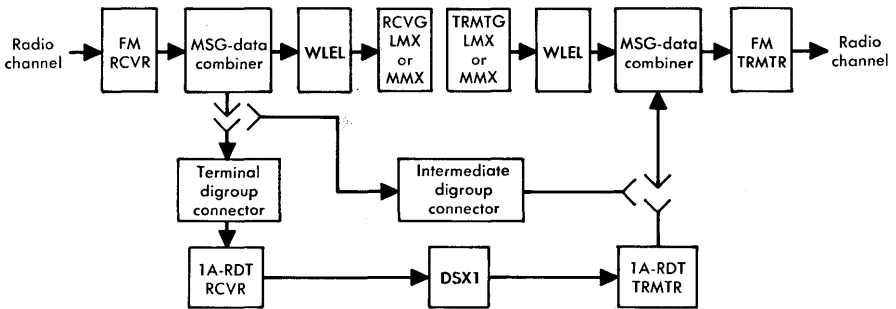 Radio
channel
FM
RCVR
MSG-data
combiner
WLEL
RCVG
LMX
or
MMX
TRMTG
LMX
or
MMX
WLEL
MSG-data
combiner
FM
TRMTR
Radio
channel
Terminal
digroup
connector
Intermediate
digroup
connector
1A-RDT
RCVR
DSX1
1A-RDT
TRMTR